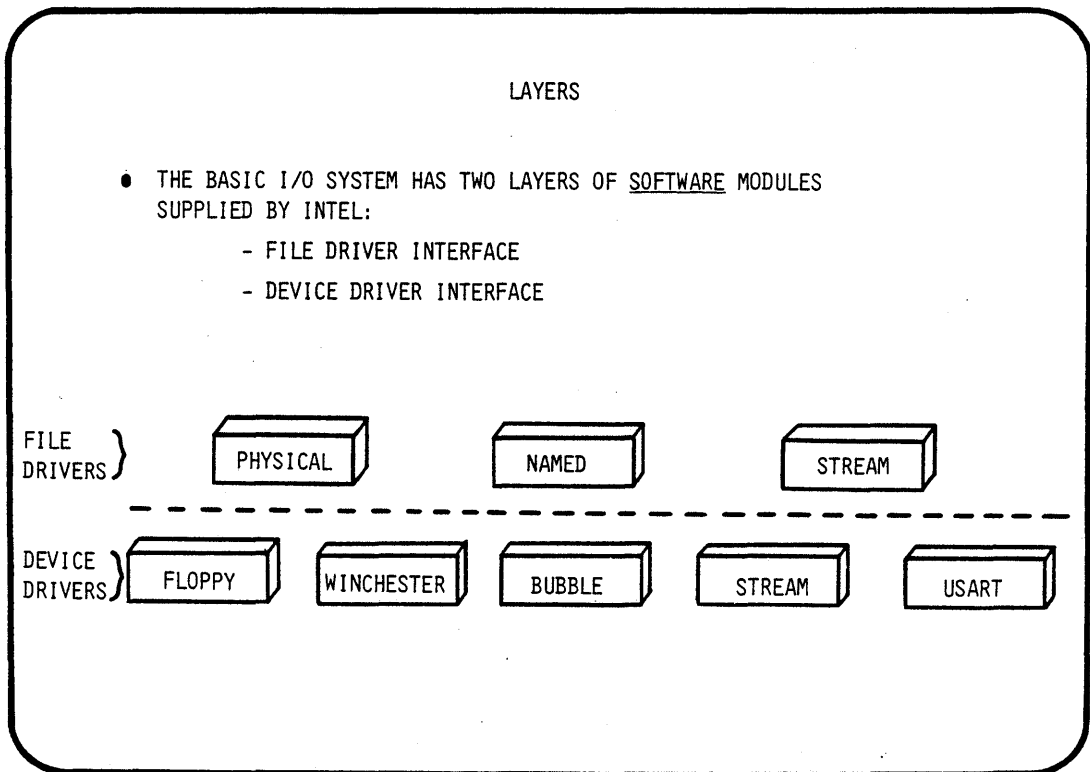 LAYERS
● THE BASIC I/O SYSTEM HAS TWO LAYERS OF SOFTWARE MODULES
SUPPLIED BY INTEL:
- FILE DRIVER INTERFACE
- DEVICE DRIVER INTERFACE
FILE
DRIVERS
PHYSICAL
NAMED
STREAM
DEVICE
DRIVERS
FLOPPY
WINCHESTER
BUBBLE
STREAM
USART